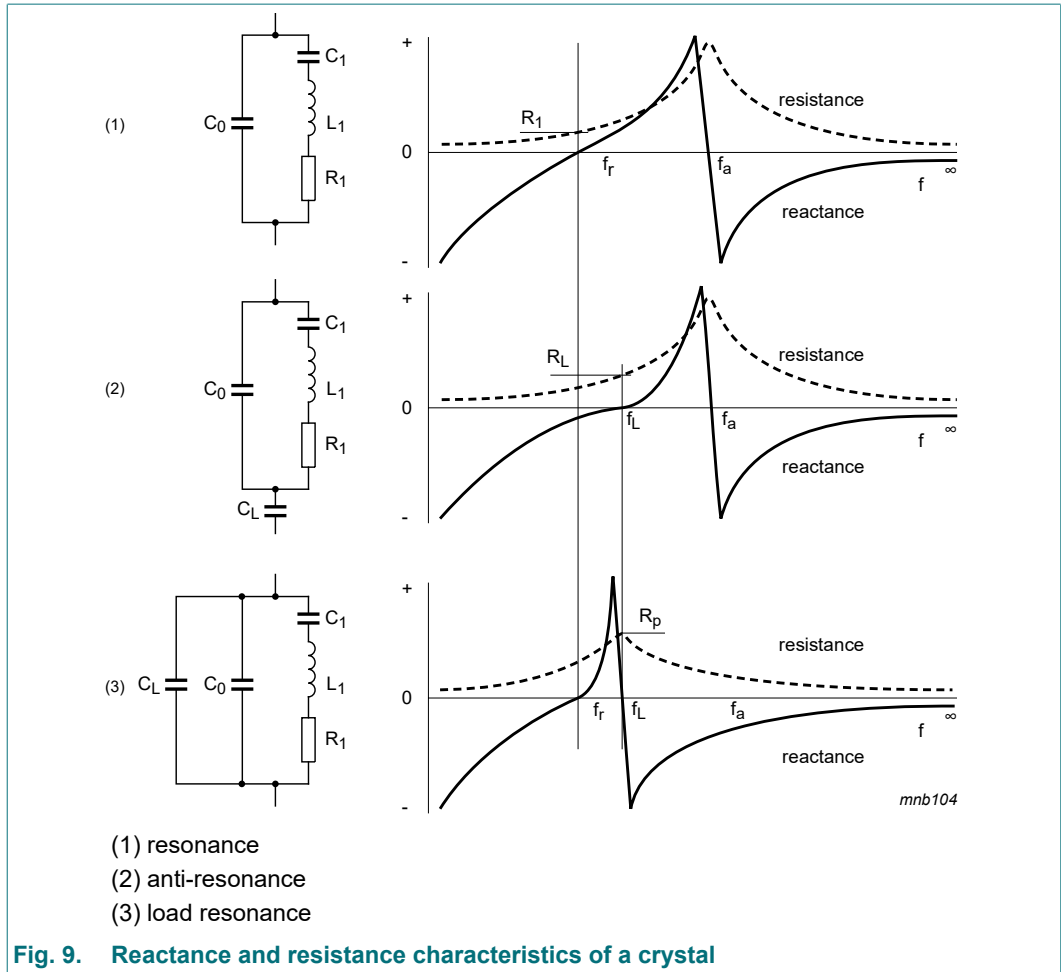 (1)
C0
C1
L1
R1
+
0
-
R1
fr
fa
f
∞
resistance
reactance
(2)
C0
C1
L1
R1
CL
+
0
-
RL
fL
fa
f
∞
resistance
reactance
(3)
CL
C0
C1
L1
R1
+
0
-
Rp
fr
fL
fa
f
∞
resistance
reactance
mnb104
(1) resonance
(2) anti-resonance
(3) load resonance
Fig. 9. Reactance and resistance characteristics of a crystal